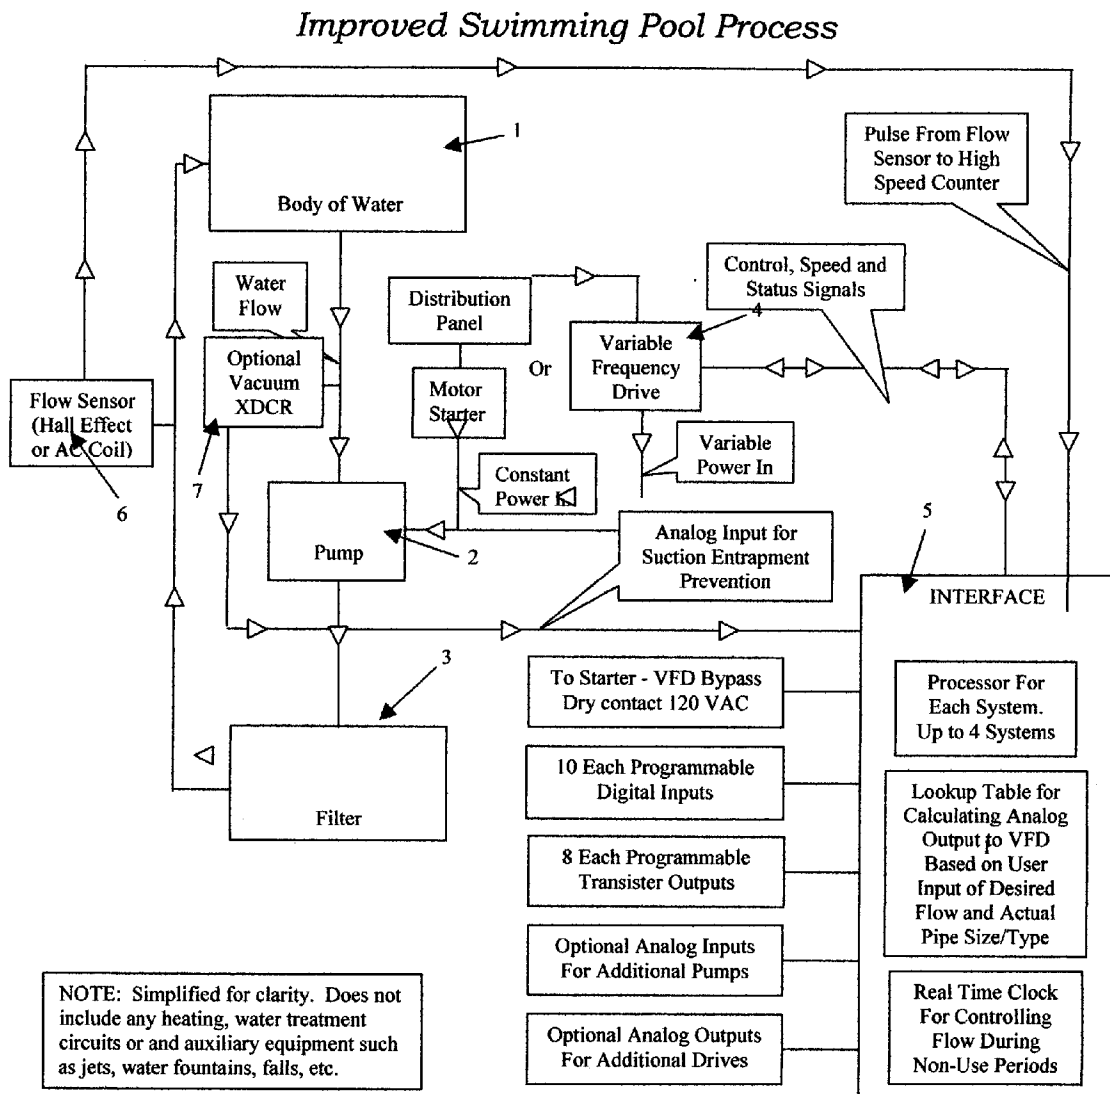 Improved Swimming Pool Process
1
Body of Water
Pulse From Flow
Sensor to High
Speed Counter
Water
Flow
Distribution
Panel
Control, Speed and
Status Signals
4
Optional
Vacuum
XDCR
Or
Variable
Frequency
Drive
Motor
Starter
Flow Sensor
(Hall Effect
or AC Coil)
6
7
Variable
Power In
Constant
Power In
Pump
2
Analog Input for
Suction Entrapment
Prevention
5
INTERFACE
3
Filter
To Starter - VFD Bypass
Dry contact 120 VAC
10 Each Programmable
Digital Inputs
8 Each Programmable
Transister Outputs
Optional Analog Inputs
For Additional Pumps
Optional Analog Outputs
For Additional Drives
Processor For
Each System.
Up to 4 Systems
Lookup Table for
Calculating Analog
Output to VFD
Based on User
Input of Desired
Flow and Actual
Pipe Size/Type
Real Time Clock
For Controlling
Flow During
Non-Use Periods
NOTE: Simplified for clarity. Does not
include any heating, water treatment
circuits or and auxiliary equipment such
as jets, water fountains, falls, etc.